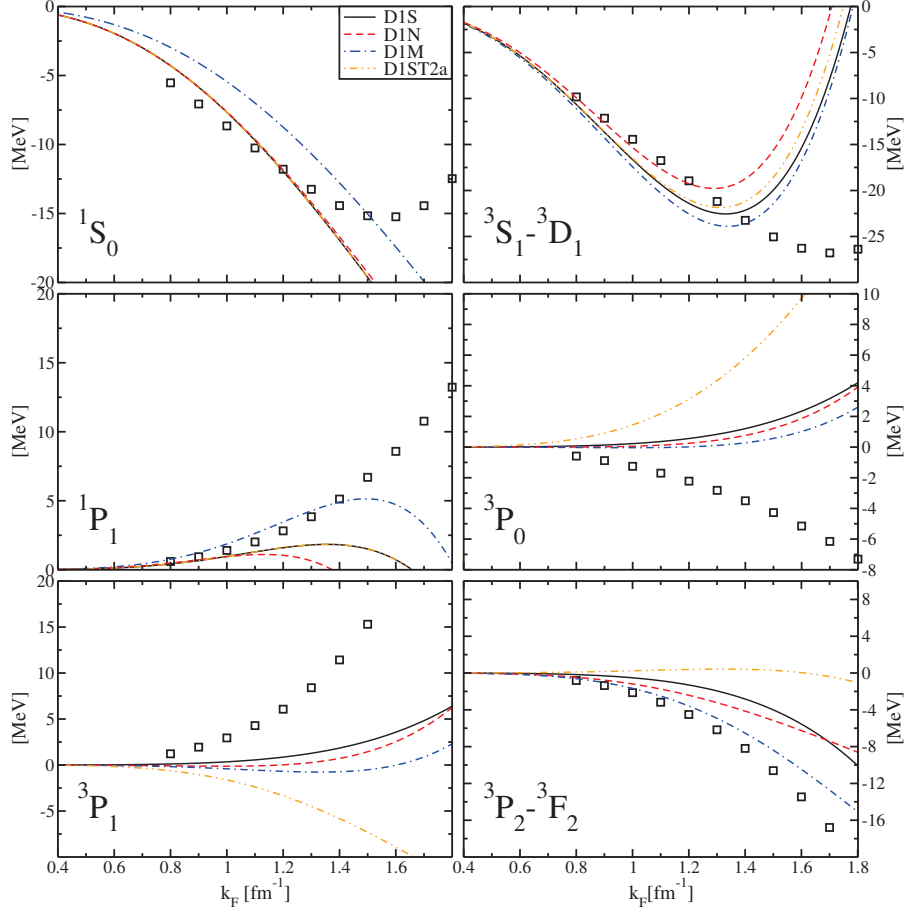 0
-5
-10
-15
-20
[MeV]
¹S₀
D1S
D1N
D1M
D1ST2a
0
-5
-10
-15
-20
-25
[MeV]
³S₁-³D₁
20
15
10
5
0
[MeV]
¹P₁
10
8
6
4
2
0
-2
-4
-6
-8
[MeV]
³P₀
20
15
10
5
0
-5
[MeV]
³P₁
0.4 0.6 0.8 1 1.2 1.4 1.6
k_F [fm⁻¹]
8
4
0
-4
-8
-12
-16
[MeV]
³P₂-³F₂
0.4 0.6 0.8 1 1.2 1.4 1.6 1.8
k_F[fm⁻¹]